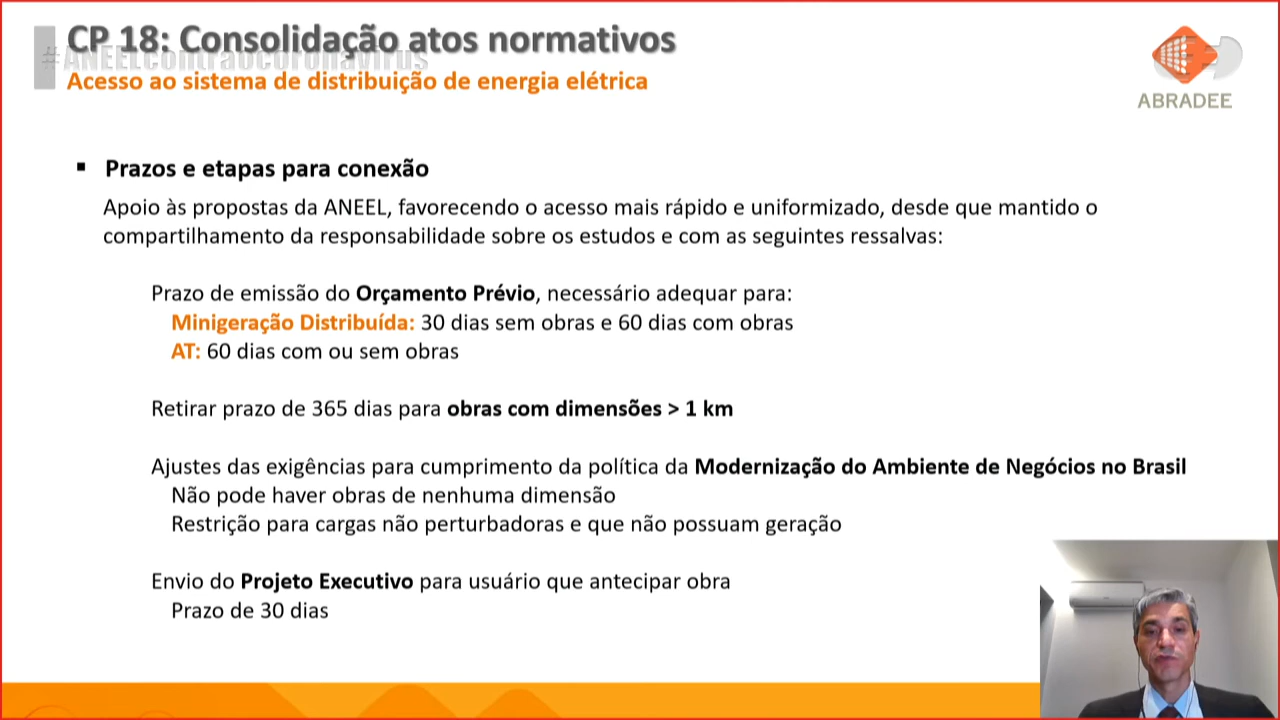 CP 18: Consolidação atos normativos
#ANEELcontraocoronavirus
Acesso ao sistema de distribuição de energia elétrica
ABRADEE
▪ Prazos e etapas para conexão
Apoio às propostas da ANEEL, favorecendo o acesso mais rápido e uniformizado, desde que mantido o
compartilhamento da responsabilidade sobre os estudos e com as seguintes ressalvas:
Prazo de emissão do Orçamento Prévio, necessário adequar para:
Minigeração Distribuída: 30 dias sem obras e 60 dias com obras
AT: 60 dias com ou sem obras
Retirar prazo de 365 dias para obras com dimensões > 1 km
Ajustes das exigências para cumprimento da política da Modernização do Ambiente de Negócios no Brasil
Não pode haver obras de nenhuma dimensão
Restrição para cargas não perturbadoras e que não possuam geração
Envio do Projeto Executivo para usuário que antecipar obra
Prazo de 30 dias